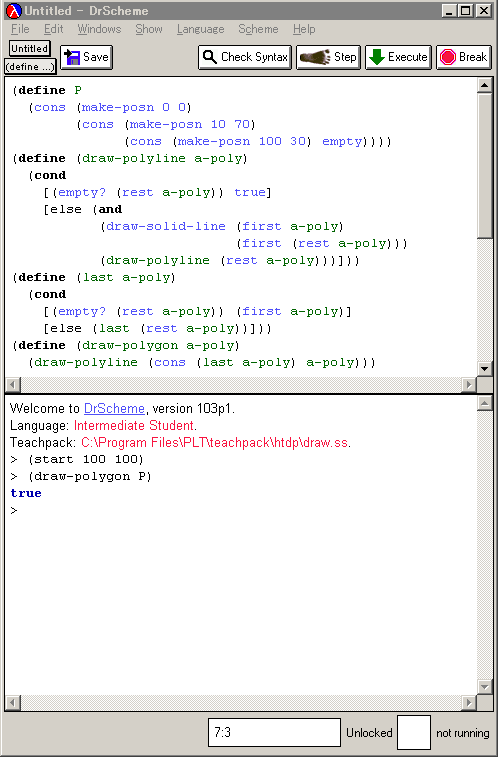 Untitled - DrScheme
File Edit Windows Show Language Scheme Help
Untitled
(define ...)
Save
Check Syntax
Step
Execute
Break
(define P
  (cons (make-posn 0 0)
        (cons (make-posn 10 70)
              (cons (make-posn 100 30) empty))))
(define (draw-polyline a-poly)
  (cond
    [(empty? (rest a-poly)) true]
    [else (and
            (draw-solid-line (first a-poly)
                             (first (rest a-poly)))
            (draw-polyline (rest a-poly)))]))
(define (last a-poly)
  (cond
    [(empty? (rest a-poly)) (first a-poly)]
    [else (last (rest a-poly))]))
(define (draw-polygon a-poly)
  (draw-polyline (cons (last a-poly) a-poly)))
Welcome to DrScheme, version 103p1.
Language: Intermediate Student.
Teachpack: C:\Program Files\PLT\teachpack\htdp\draw.ss.
> (start 100 100)
> (draw-polygon P)
true
>
7:3
Unlocked
not running